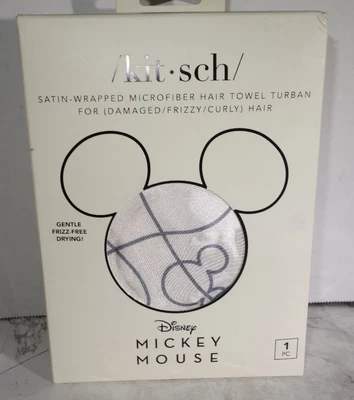 /kit·sch/
SATIN-WRAPPED MICROFIBER HAIR TOWEL TURBAN
FOR (DAMAGED/FRIZZY/CURLY) HAIR
GENTLE
FRIZZ-FREE
DRYING!
Disney
MICKEY
MOUSE
1
PC